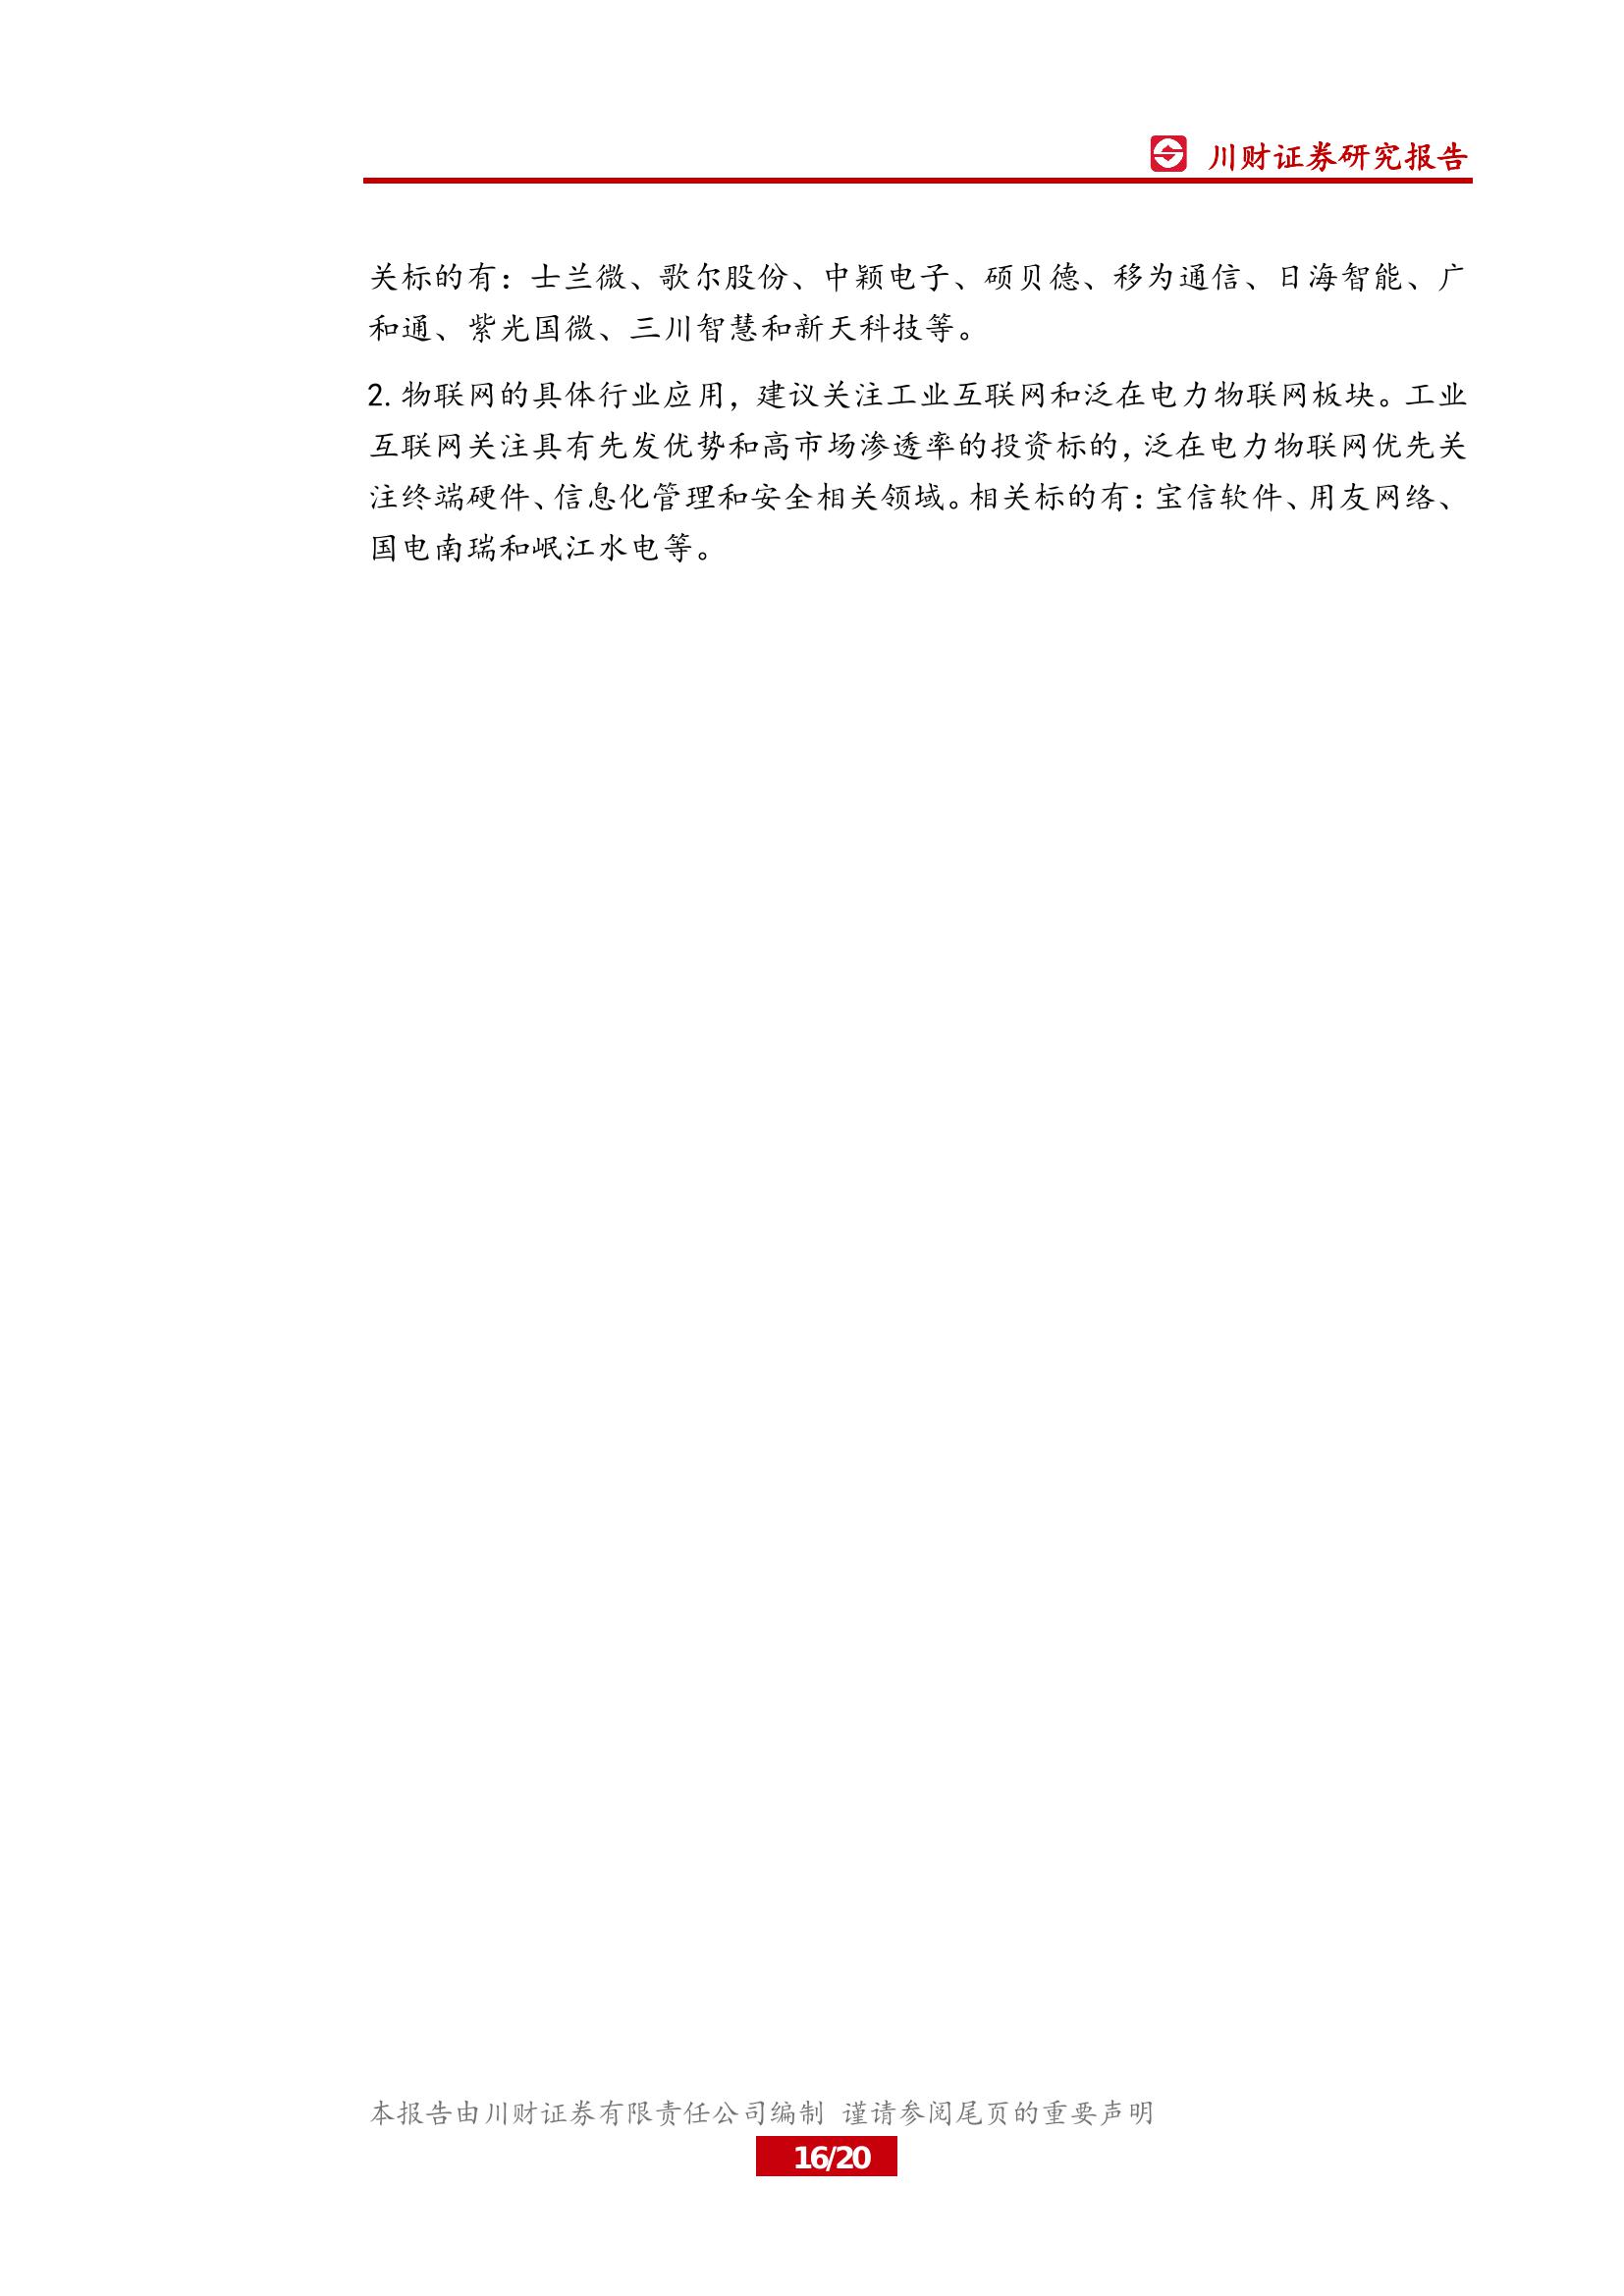 川财证券研究报告
关标的有：士兰微、歌尔股份、中颖电子、硕贝德、移为通信、日海智能、广
和通、紫光国微、三川智慧和新天科技等。
2.物联网的具体行业应用，建议关注工业互联网和泛在电力物联网板块。工业
互联网关注具有先发优势和高市场渗透率的投资标的，泛在电力物联网优先关
注终端硬件、信息化管理和安全相关领域。相关标的有：宝信软件、用友网络、
国电南瑞和岷江水电等。
本报告由川财证券有限责任公司编制 谨请参阅尾页的重要声明
16/20